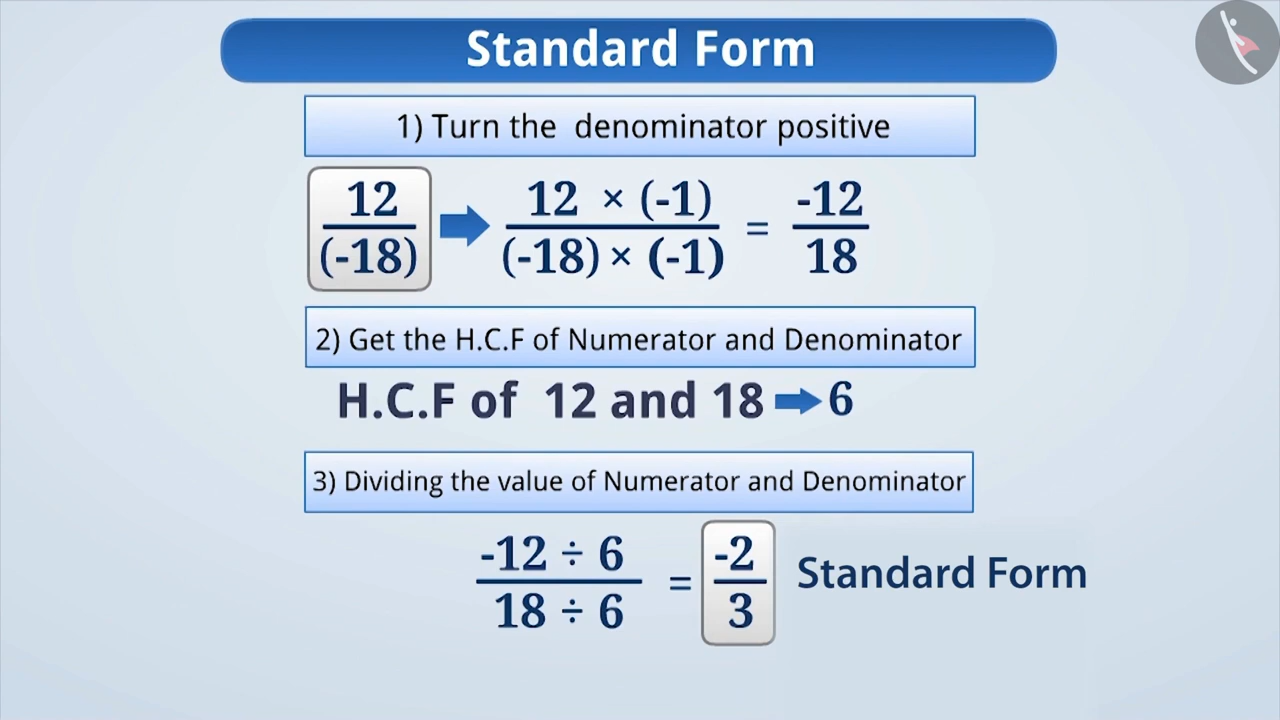 Standard Form
1) Turn the denominator positive
12 12 × (-1) -12
(-18) (-18) × (-1) = 18
2) Get the H.C.F of Numerator and Denominator
H.C.F of 12 and 18 6
3) Dividing the value of Numerator and Denominator
-12 ÷ 6 -2
18 ÷ 6 = 3 Standard Form